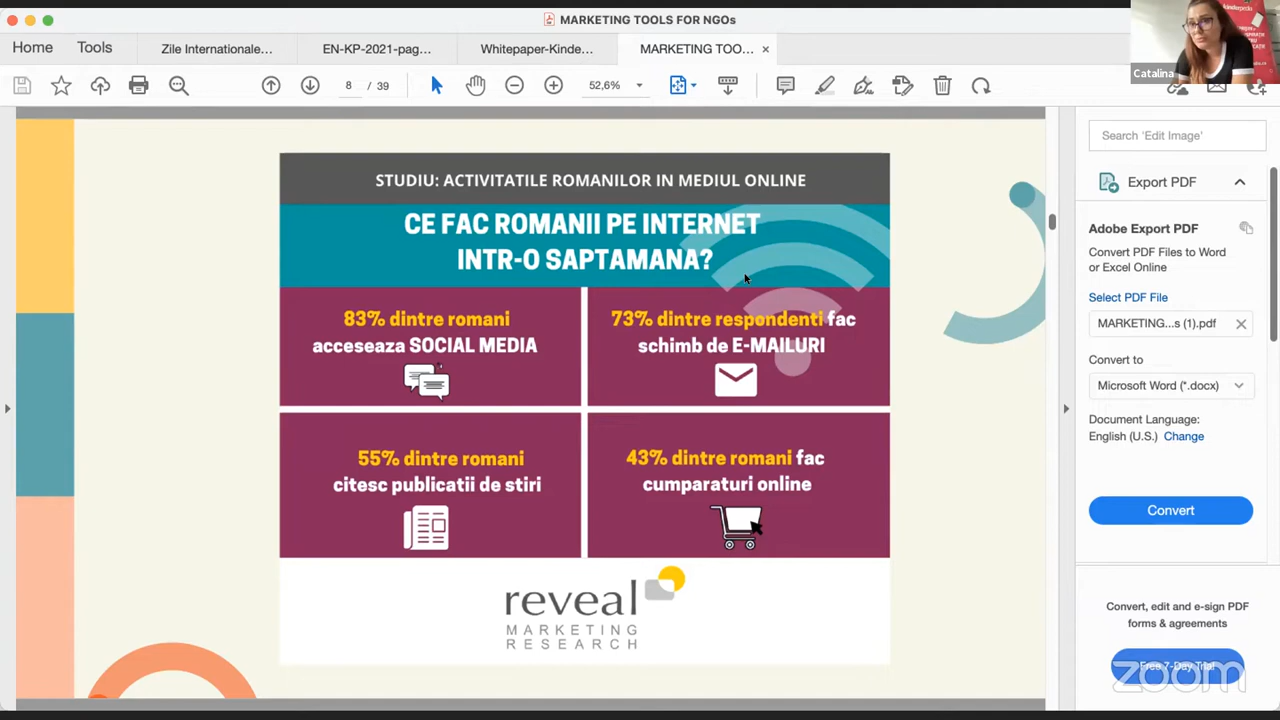 MARKETING TOOLS FOR NGOs
Home
Tools
Zile Internationale...
EN-KP-2021-pag...
Whitepaper-Kinde...
MARKETING TOO... ×
8 / 39
52,6%
Catalina
STUDIU: ACTIVITATILE ROMANILOR IN MEDIUL ONLINE
CE FAC ROMANII PE INTERNET
INTR-O SAPTAMANA?
83% dintre romani
acceseaza SOCIAL MEDIA
73% dintre respondenti fac
schimb de E-MAILURI
55% dintre romani
citesc publicatii de stiri
43% dintre romani fac
cumparaturi online
reveal
MARKETING
RESEARCH
Search 'Edit Image'
Export PDF
Adobe Export PDF
Convert PDF Files to Word
or Excel Online
Select PDF File
MARKETING...s (1).pdf
Convert to
Microsoft Word (*.docx)
Document Language:
English (U.S.) Change
Convert
Convert, edit and e-sign PDF
forms & agreements
Free 7-Day Trial
zoom